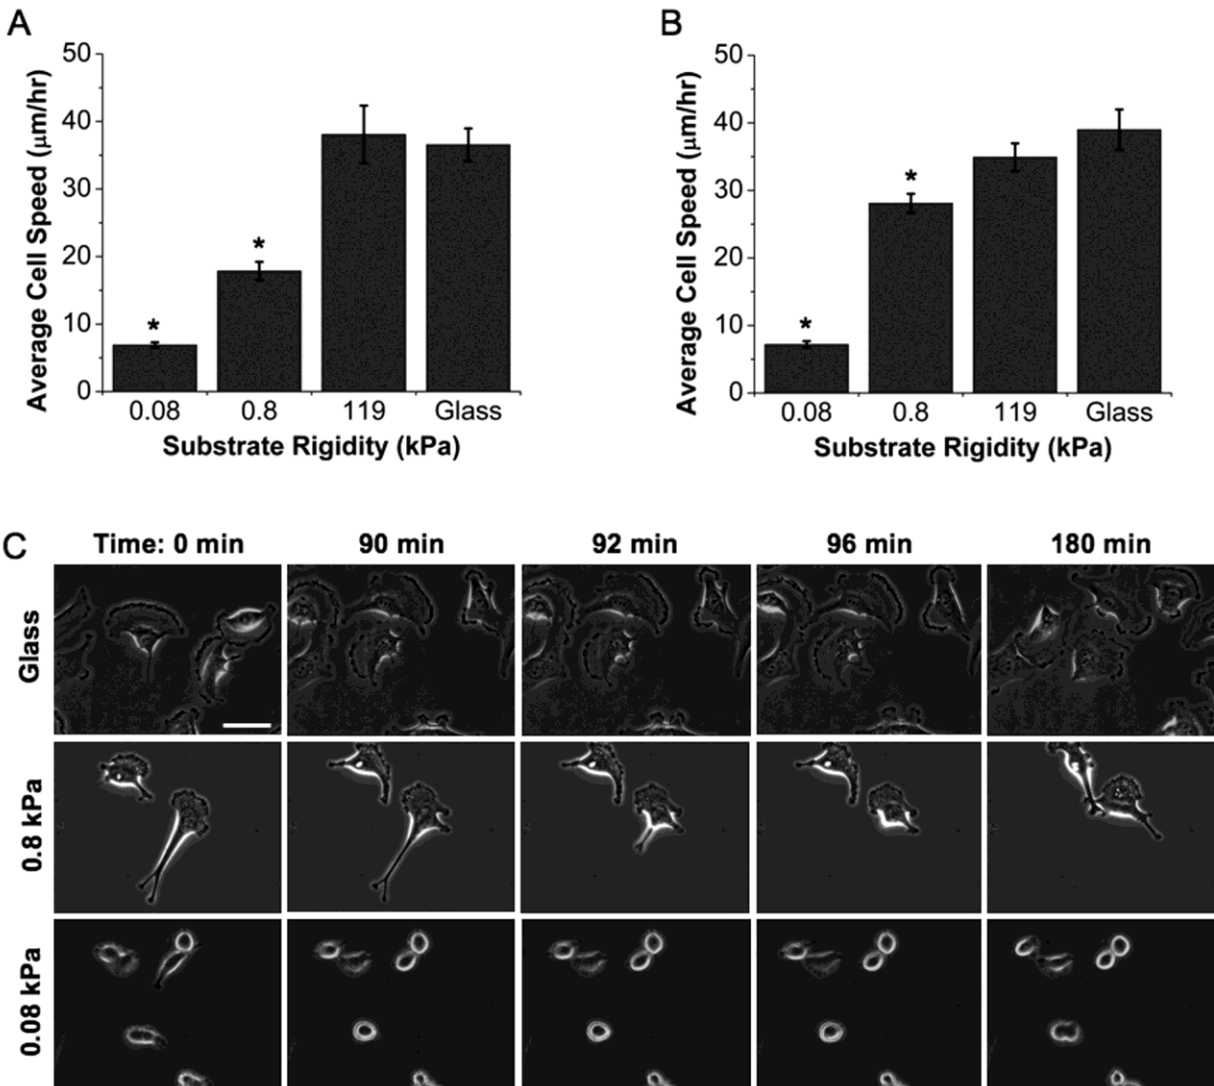 A
B
50
40
30
20
10
0
Average Cell Speed (μm/hr)
*
*
0.08 0.8 119 Glass
Substrate Rigidity (kPa)
50
40
30
20
10
0
Average Cell Speed (μm/hr)
*
*
0.08 0.8 119 Glass
Substrate Rigidity (kPa)
C
Time: 0 min 90 min 92 min 96 min 180 min
Glass
0.8 kPa
0.08 kPa